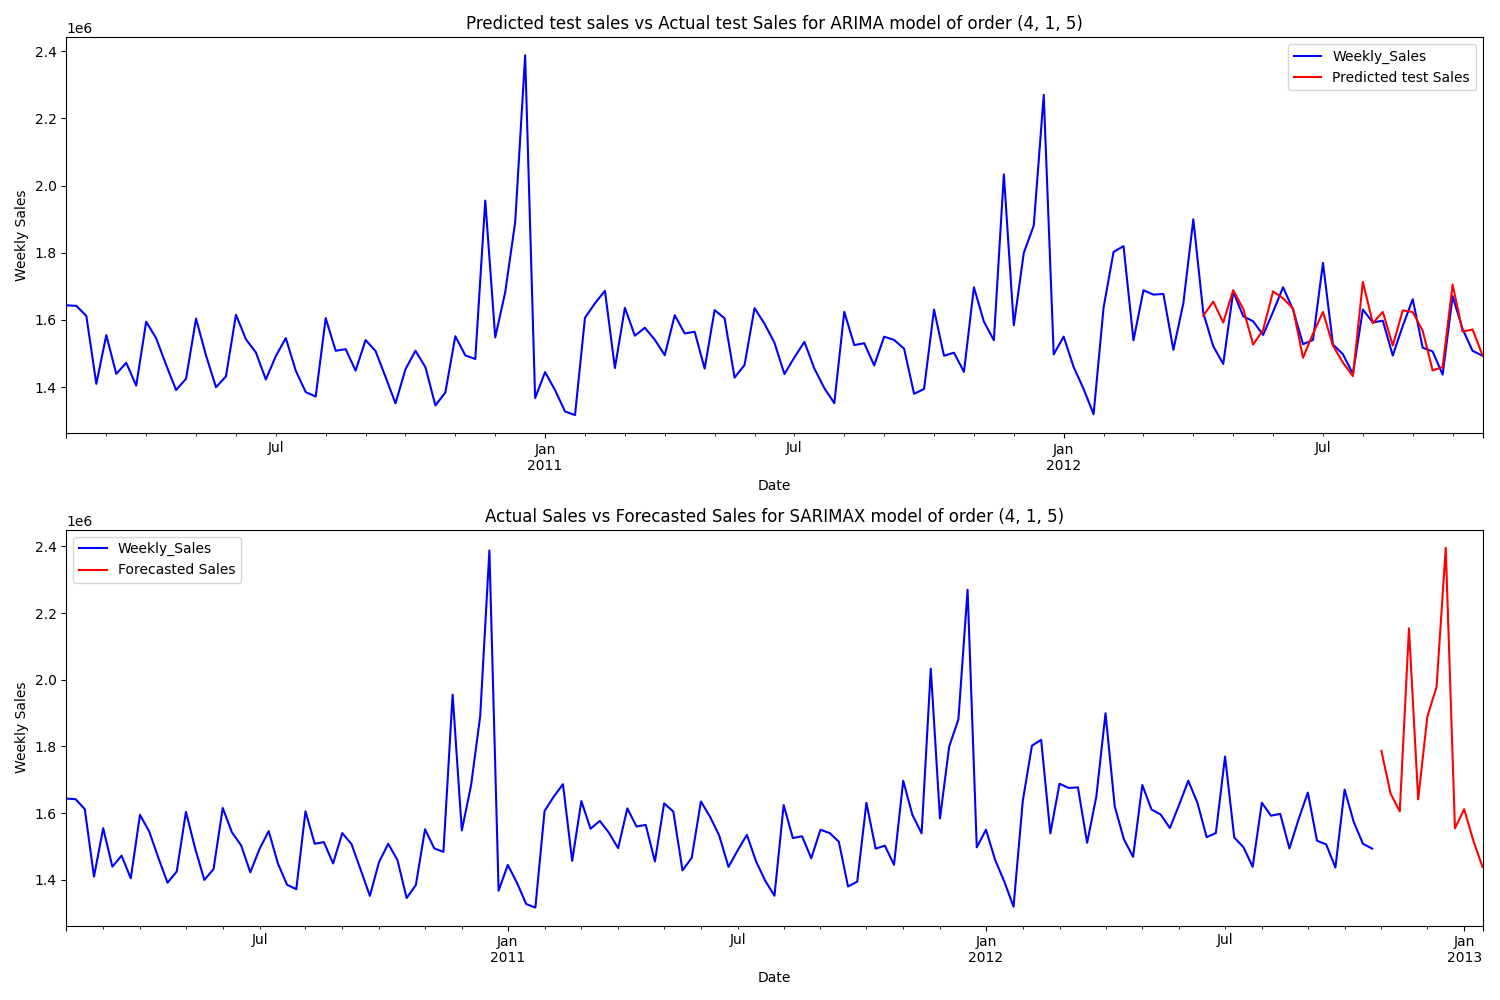 Predicted test sales vs Actual test Sales for ARIMA model of order (4, 1, 5)
1e6
Weekly_Sales
Predicted test Sales
2.4
2.2
2.0
1.8
1.6
1.4
Weekly Sales
Jul
Jan
2011
Jul
Jan
2012
Jul
Date
Actual Sales vs Forecasted Sales for SARIMAX model of order (4, 1, 5)
1e6
Weekly_Sales
Forecasted Sales
2.4
2.2
2.0
1.8
1.6
1.4
Weekly Sales
Jul
Jan
2011
Jul
Jan
2012
Jul
Jan
2013
Date